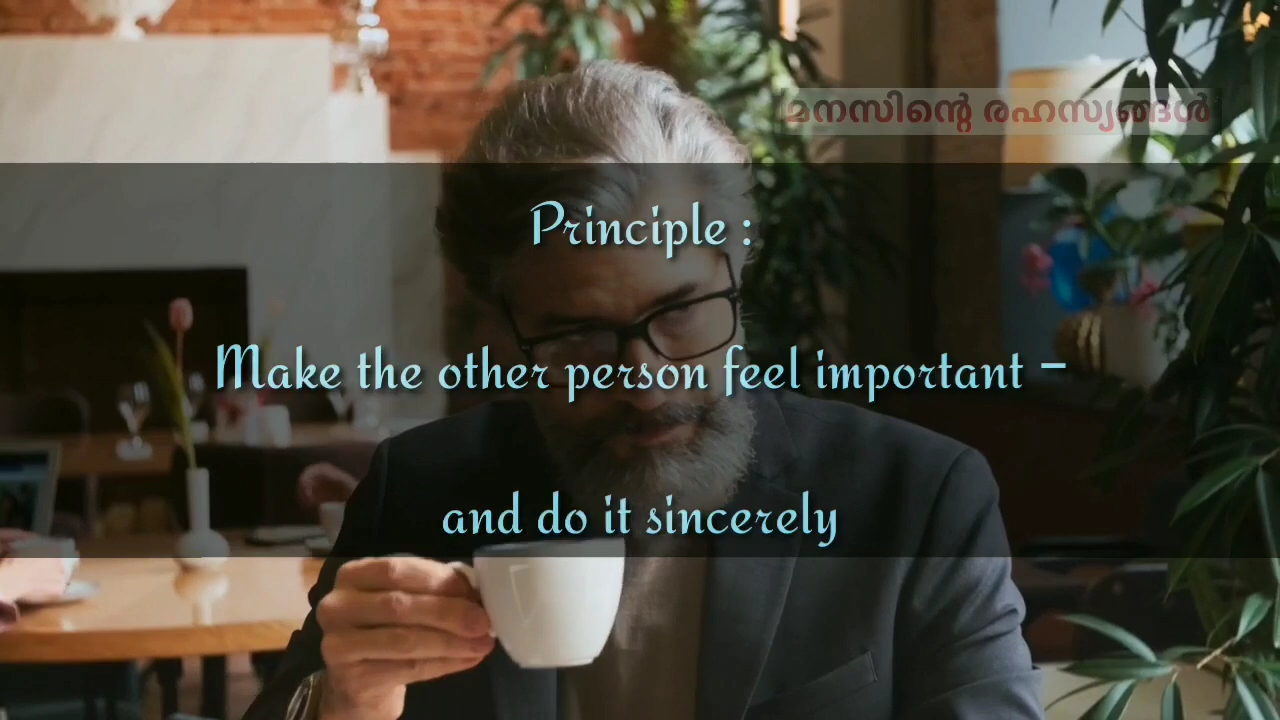 മനസിന്റെ രഹസ്യങ്ങൾ
Principle :
Make the other person feel important –
and do it sincerely